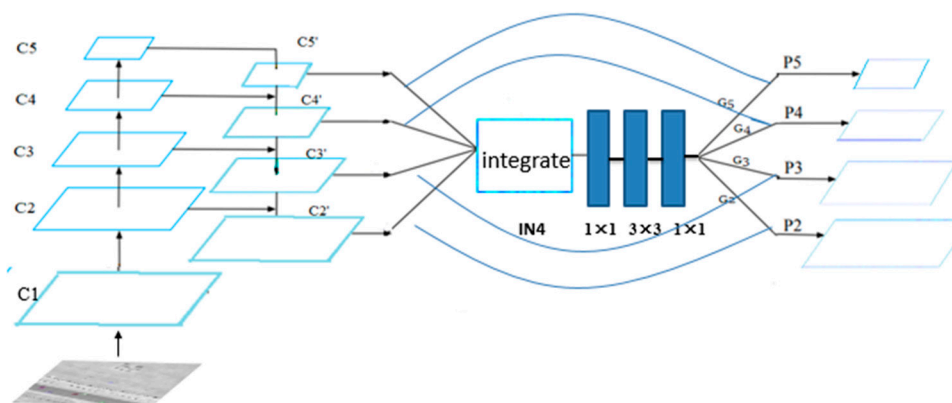 C5
C4
C3
C2
C1
C5'
C4'
C3'
C2'
integrate
IN4
1×1 3×3 1×1
G5
G4
G3
G2
P5
P4
P3
P2